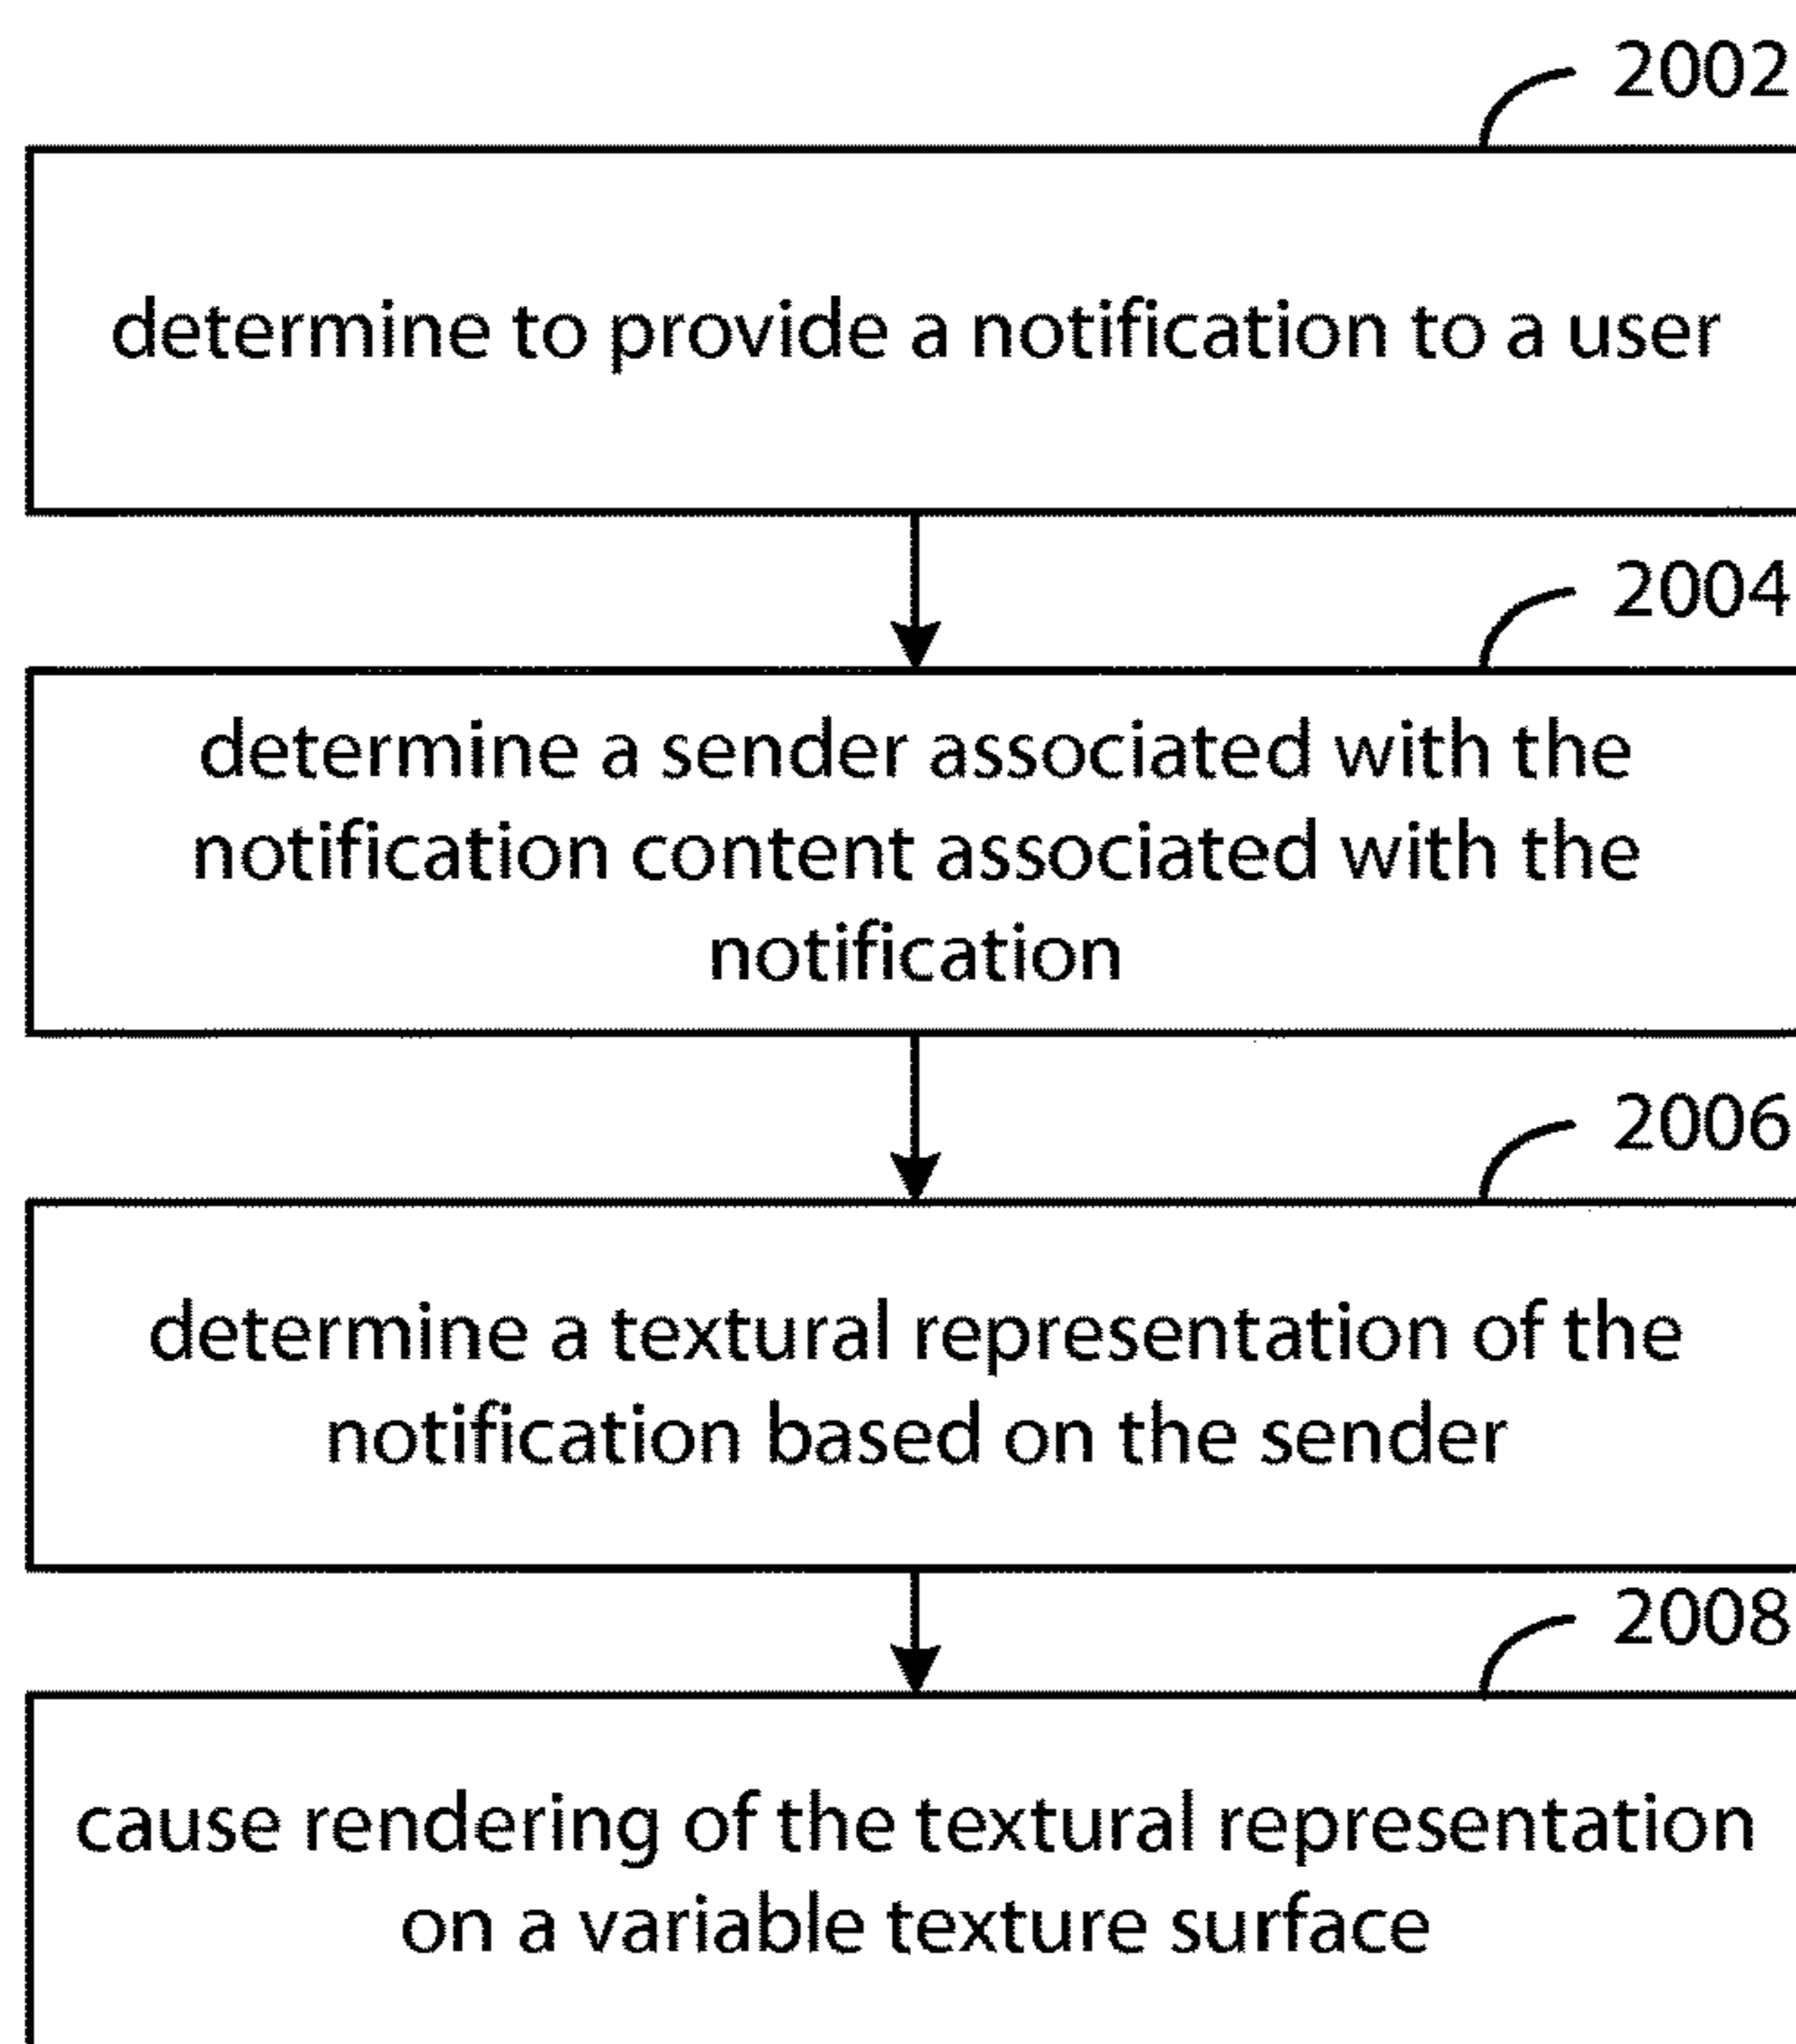 2002
determine to provide a notification to a user
2004
determine a sender associated with the
notification content associated with the
notification
2006
determine a textural representation of the
notification based on the sender
2008
cause rendering of the textural representation
on a variable texture surface